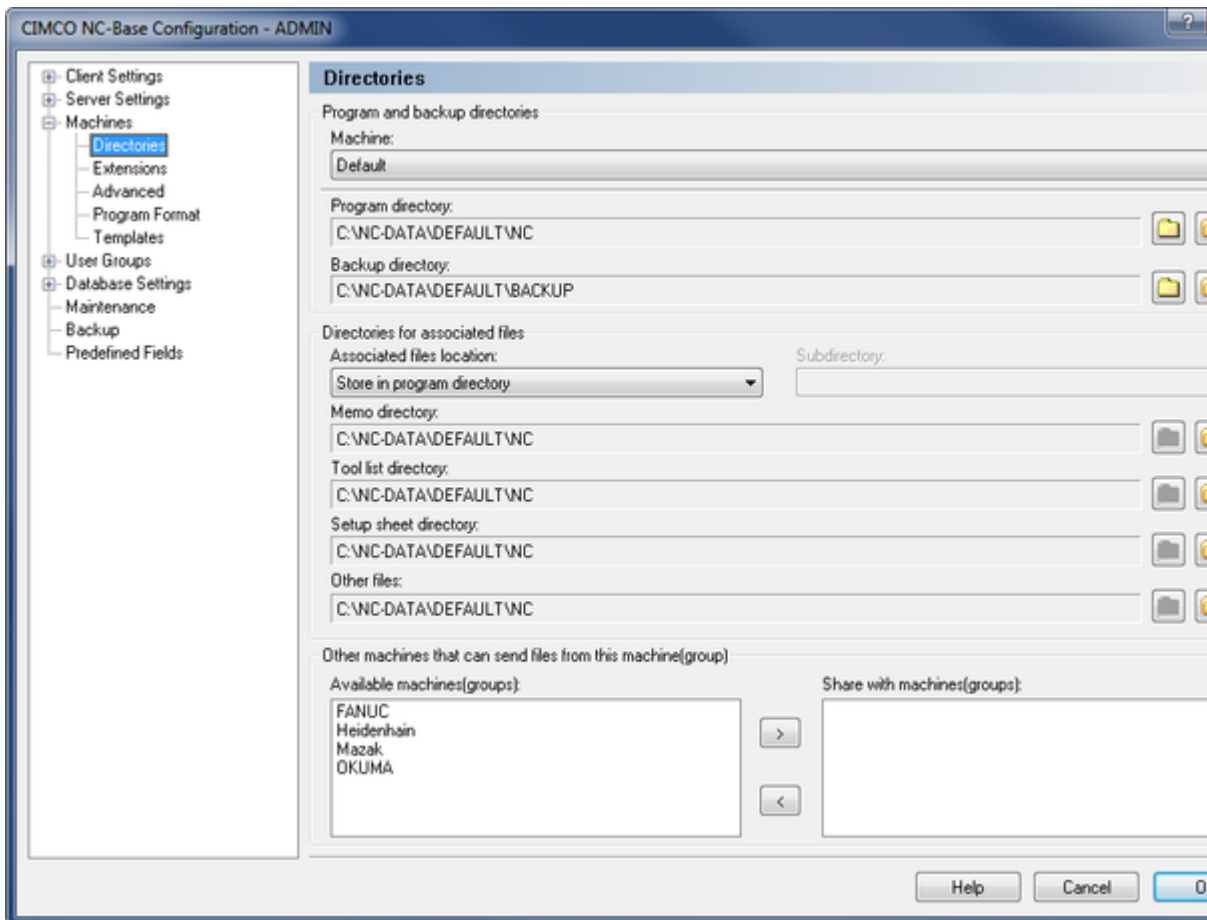 CIMCO NC-Base Configuration - ADMIN
?
Client Settings
Server Settings
Machines
Directories
Extensions
Advanced
Program Format
Templates
User Groups
Database Settings
Maintenance
Backup
Predefined Fields
Directories
Program and backup directories
Machine:
Default
Program directory:
C:\NC-DATA\DEFAULT\NC
Backup directory:
C:\NC-DATA\DEFAULT\BACKUP
Directories for associated files
Associated files location:
Subdirectory:
Store in program directory
Memo directory:
C:\NC-DATA\DEFAULT\NC
Tool list directory:
C:\NC-DATA\DEFAULT\NC
Setup sheet directory:
C:\NC-DATA\DEFAULT\NC
Other files:
C:\NC-DATA\DEFAULT\NC
Other machines that can send files from this machine(group)
Available machines(groups):
Share with machines(groups):
FANUC
Heidenhain
Mazak
OKUMA
>
<
Help
Cancel